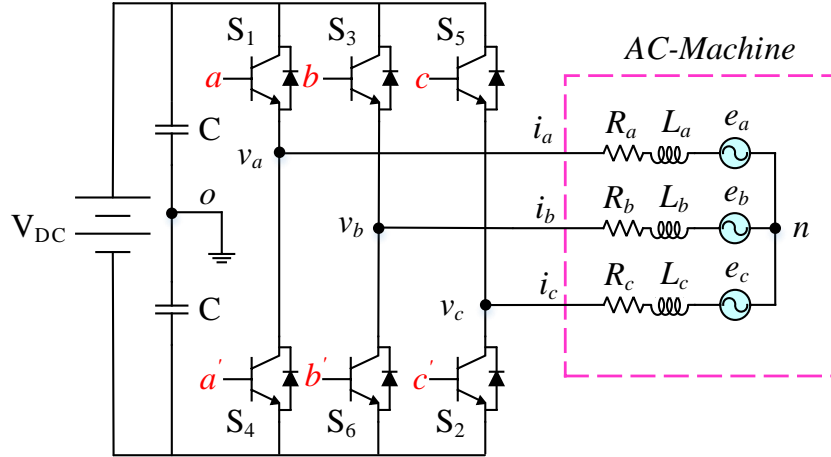 S1 S3 S5
AC-Machine
a b c
C
va
ia Ra La ea
o
VDC
vb
ib Rb Lb eb
n
C
vc
ic Rc Lc ec
a' b' c'
S4 S6 S2